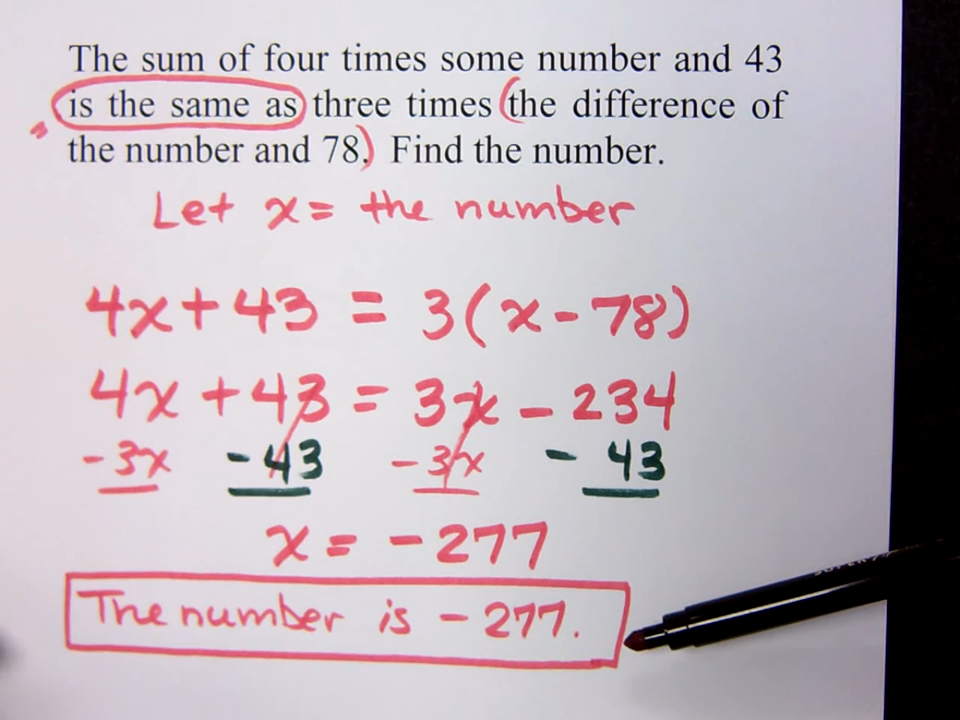 The sum of four times some number and 43
is the same as three times (the difference of
the number and 78.) Find the number.
=
Let x = the number
4x + 43 = 3(x - 78)
4x + 43 = 3x - 234
-3x - 43 -3x - 43
x = -277
The number is -277.